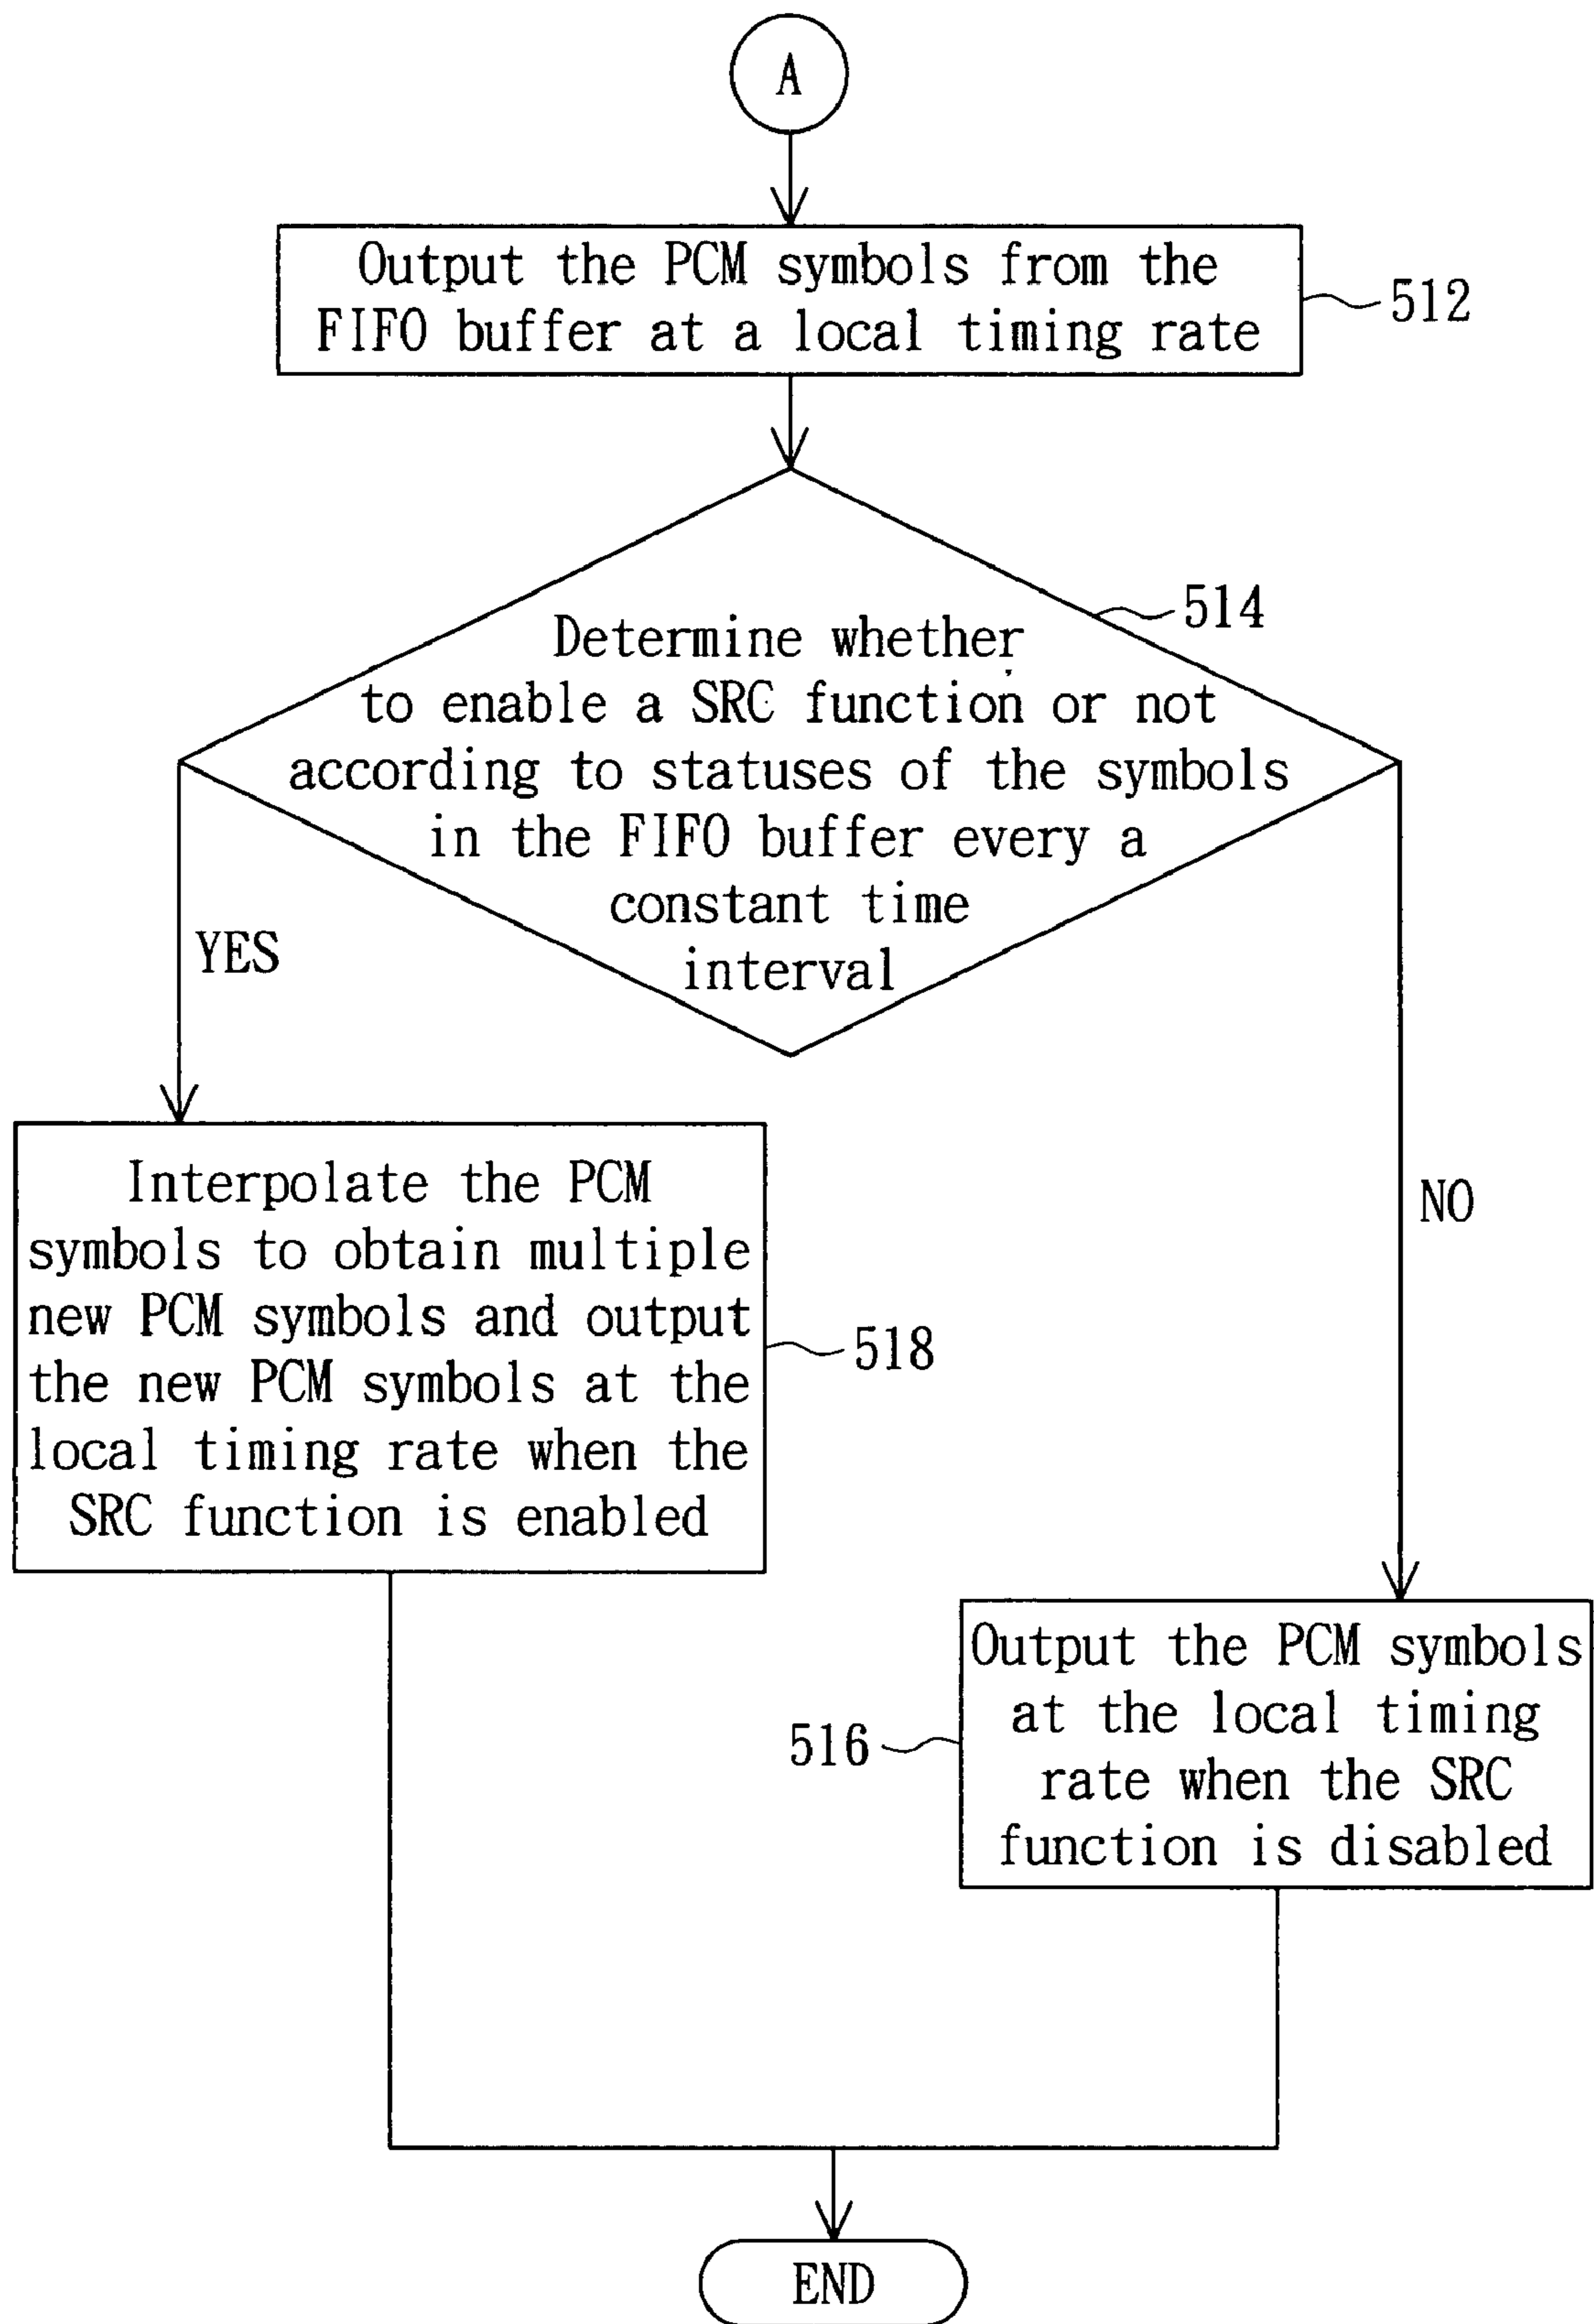 A
Output the PCM symbols from the
FIFO buffer at a local timing rate
512
514
Determine whether
to enable a SRC function or not
according to statuses of the symbols
in the FIFO buffer every a
constant time
interval
YES
NO
Interpolate the PCM
symbols to obtain multiple
new PCM symbols and output
the new PCM symbols at the
local timing rate when the
SRC function is enabled
518
Output the PCM symbols
at the local timing
rate when the SRC
function is disabled
516
END